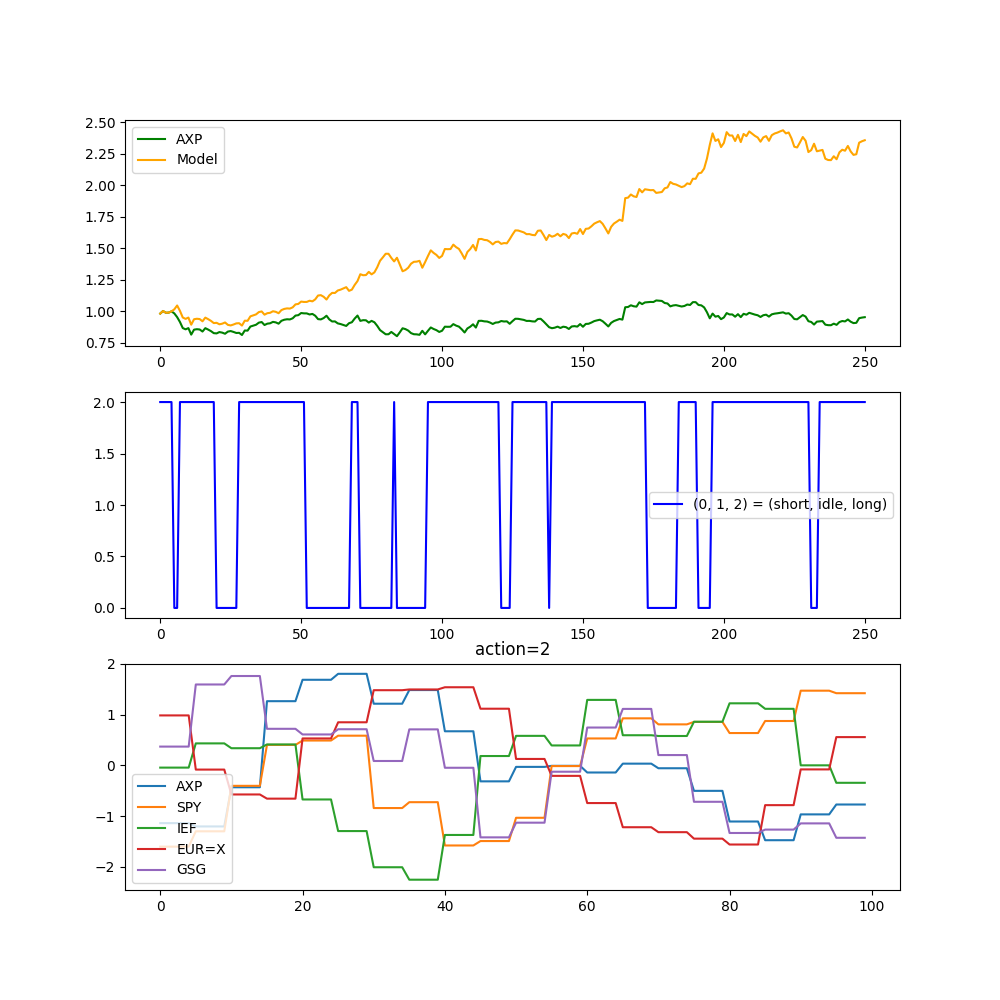 2.50
2.25
2.00
1.75
1.50
1.25
1.00
0.75
AXP
Model
0 50 100 150 200 250
2.0
1.5
1.0
0.5
0.0
(0, 1, 2) = (short, idle, long)
0 50 100 150 200 250
action=2
2
1
0
−1
−2
AXP
SPY
IEF
EUR=X
GSG
0 20 40 60 80 100